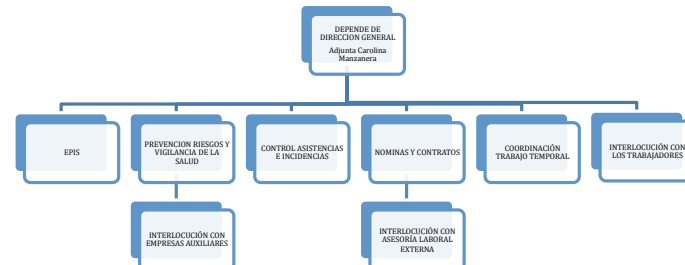 DEPENDE DE
DIRECCION GENERAL
Adjunta Carolina
Manzanera
EPIS
PREVENCION RIESGOS Y
VIGILANCIA DE LA
SALUD
CONTROL ASISTENCIAS
E INCIDENCIAS
NOMINAS Y CONTRATOS
COORDINACIÓN
TRABAJO TEMPORAL
INTERLOCUCIÓN CON
LOS TRABAJADORES
INTERLOCUCIÓN CON
EMPRESAS AUXILIARES
INTERLOCUCIÓN CON
ASESORÍA LABORAL
EXTERNA